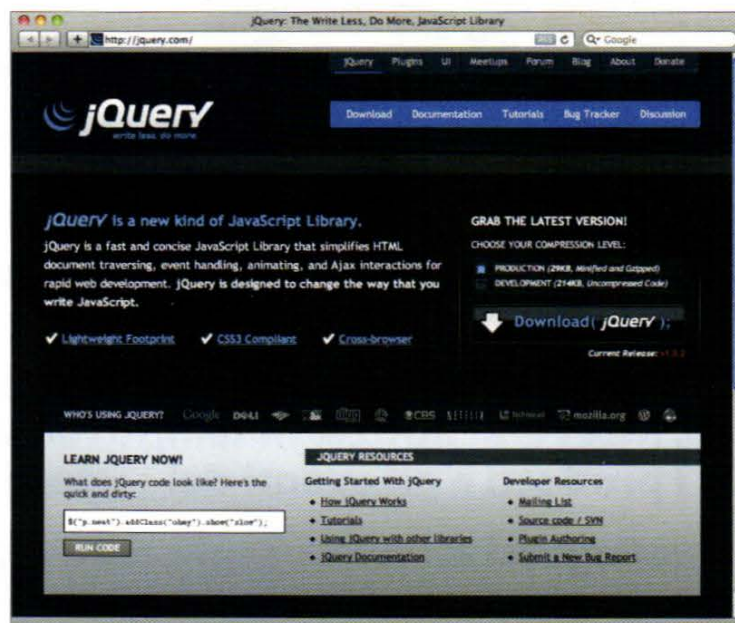 jQuery: The Write Less, Do More, JavaScript Library
http://jquery.com/
Google
jQuery Plugins UI Meetups Forum Blog About Donate
jQuery
write less, do more.
Download Documentation Tutorials Bug Tracker Discussion
jQuery is a new kind of JavaScript Library.
jQuery is a fast and concise JavaScript Library that simplifies HTML
document traversing, event handling, animating, and Ajax interactions for
rapid web development. jQuery is designed to change the way that you
write JavaScript.
Lightweight Footprint CSS3 Compliant Cross-browser
GRAB THE LATEST VERSION!
CHOOSE YOUR COMPRESSION LEVEL:
PRODUCTION (29KB, Minified and Gzipped)
DEVELOPMENT (214KB, Uncompressed Code)
Download( jQuery );
Current Release: v1.3.2
WHO'S USING JQUERY? Google DELL CBS NETFLIX Technorati mozilla.org
LEARN JQUERY NOW!
What does jQuery code look like? Here's the
quick and dirty:
$("p.neat").addClass("ohmy").show("slow");
RUN CODE
JQUERY RESOURCES
Getting Started With jQuery
How jQuery Works
Tutorials
Using jQuery with other libraries
jQuery Documentation
Developer Resources
Mailing List
Source code / SVN
Plugin Authoring
Submit a New Bug Report